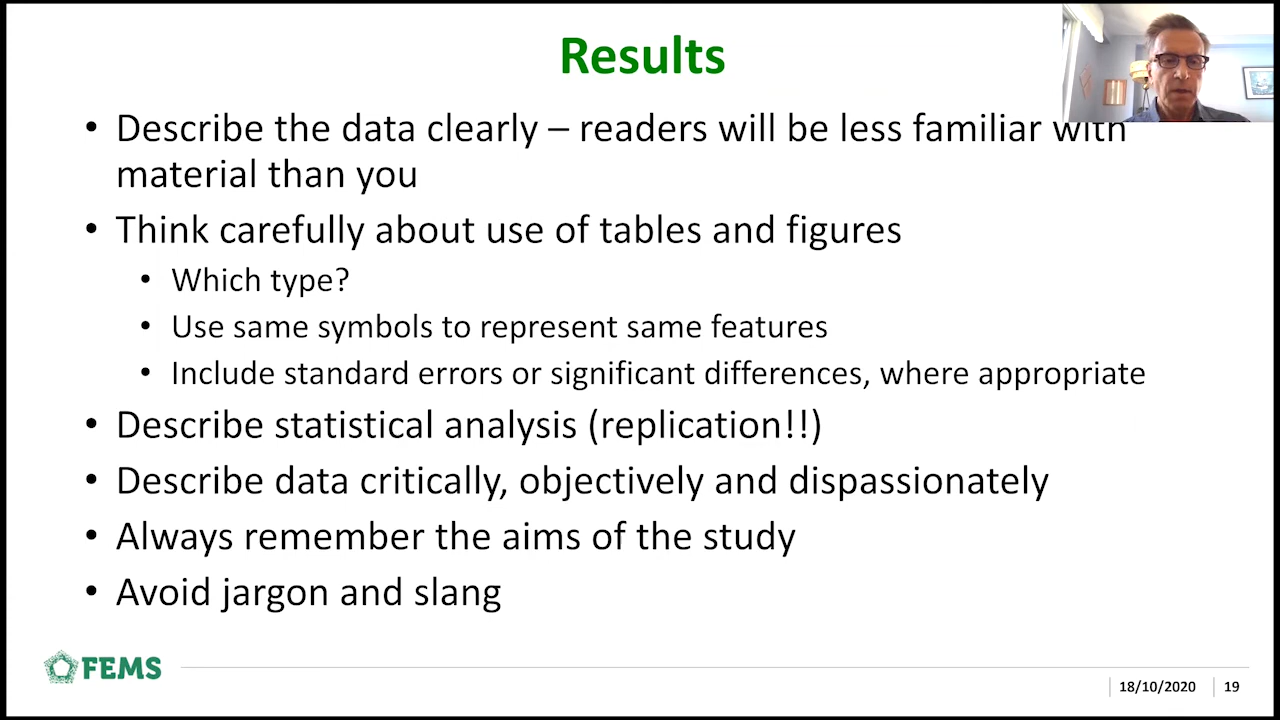 Results
• Describe the data clearly – readers will be less familiar with
material than you
• Think carefully about use of tables and figures
• Which type?
• Use same symbols to represent same features
• Include standard errors or significant differences, where appropriate
• Describe statistical analysis (replication!!)
• Describe data critically, objectively and dispassionately
• Always remember the aims of the study
• Avoid jargon and slang
FEMS
18/10/2020 19